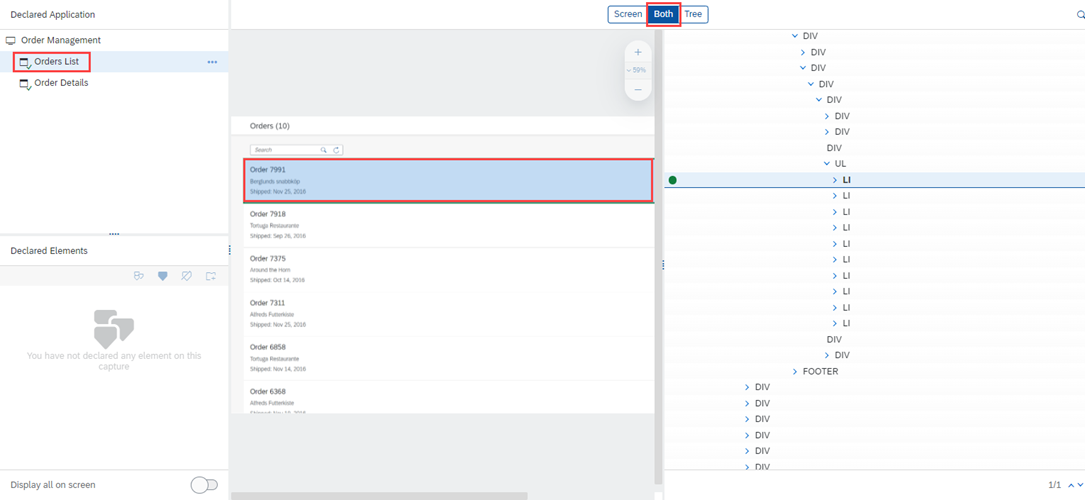 Declared Application
Screen
Both
Tree
Order Management
Orders List
Order Details
Declared Elements
You have not declared any element on this
capture
Display all on screen
59%
Orders (10)
Search
Order 7991
Berglunds snabbköp
Shipped: Nov 25, 2016
Order 7918
Tortuga Restaurante
Shipped: Sep 26, 2016
Order 7375
Around the Horn
Shipped: Oct 14, 2016
Order 7311
Alfreds Futterkiste
Shipped: Nov 25, 2016
Order 6858
Tortuga Restaurante
Shipped: Nov 14, 2016
Order 6368
Alfreds Futterkiste
DIV
DIV
DIV
DIV
DIV
DIV
DIV
DIV
UL
LI
LI
LI
LI
LI
LI
LI
LI
LI
LI
DIV
DIV
FOOTER
DIV
DIV
DIV
DIV
DIV
DIV
1/1